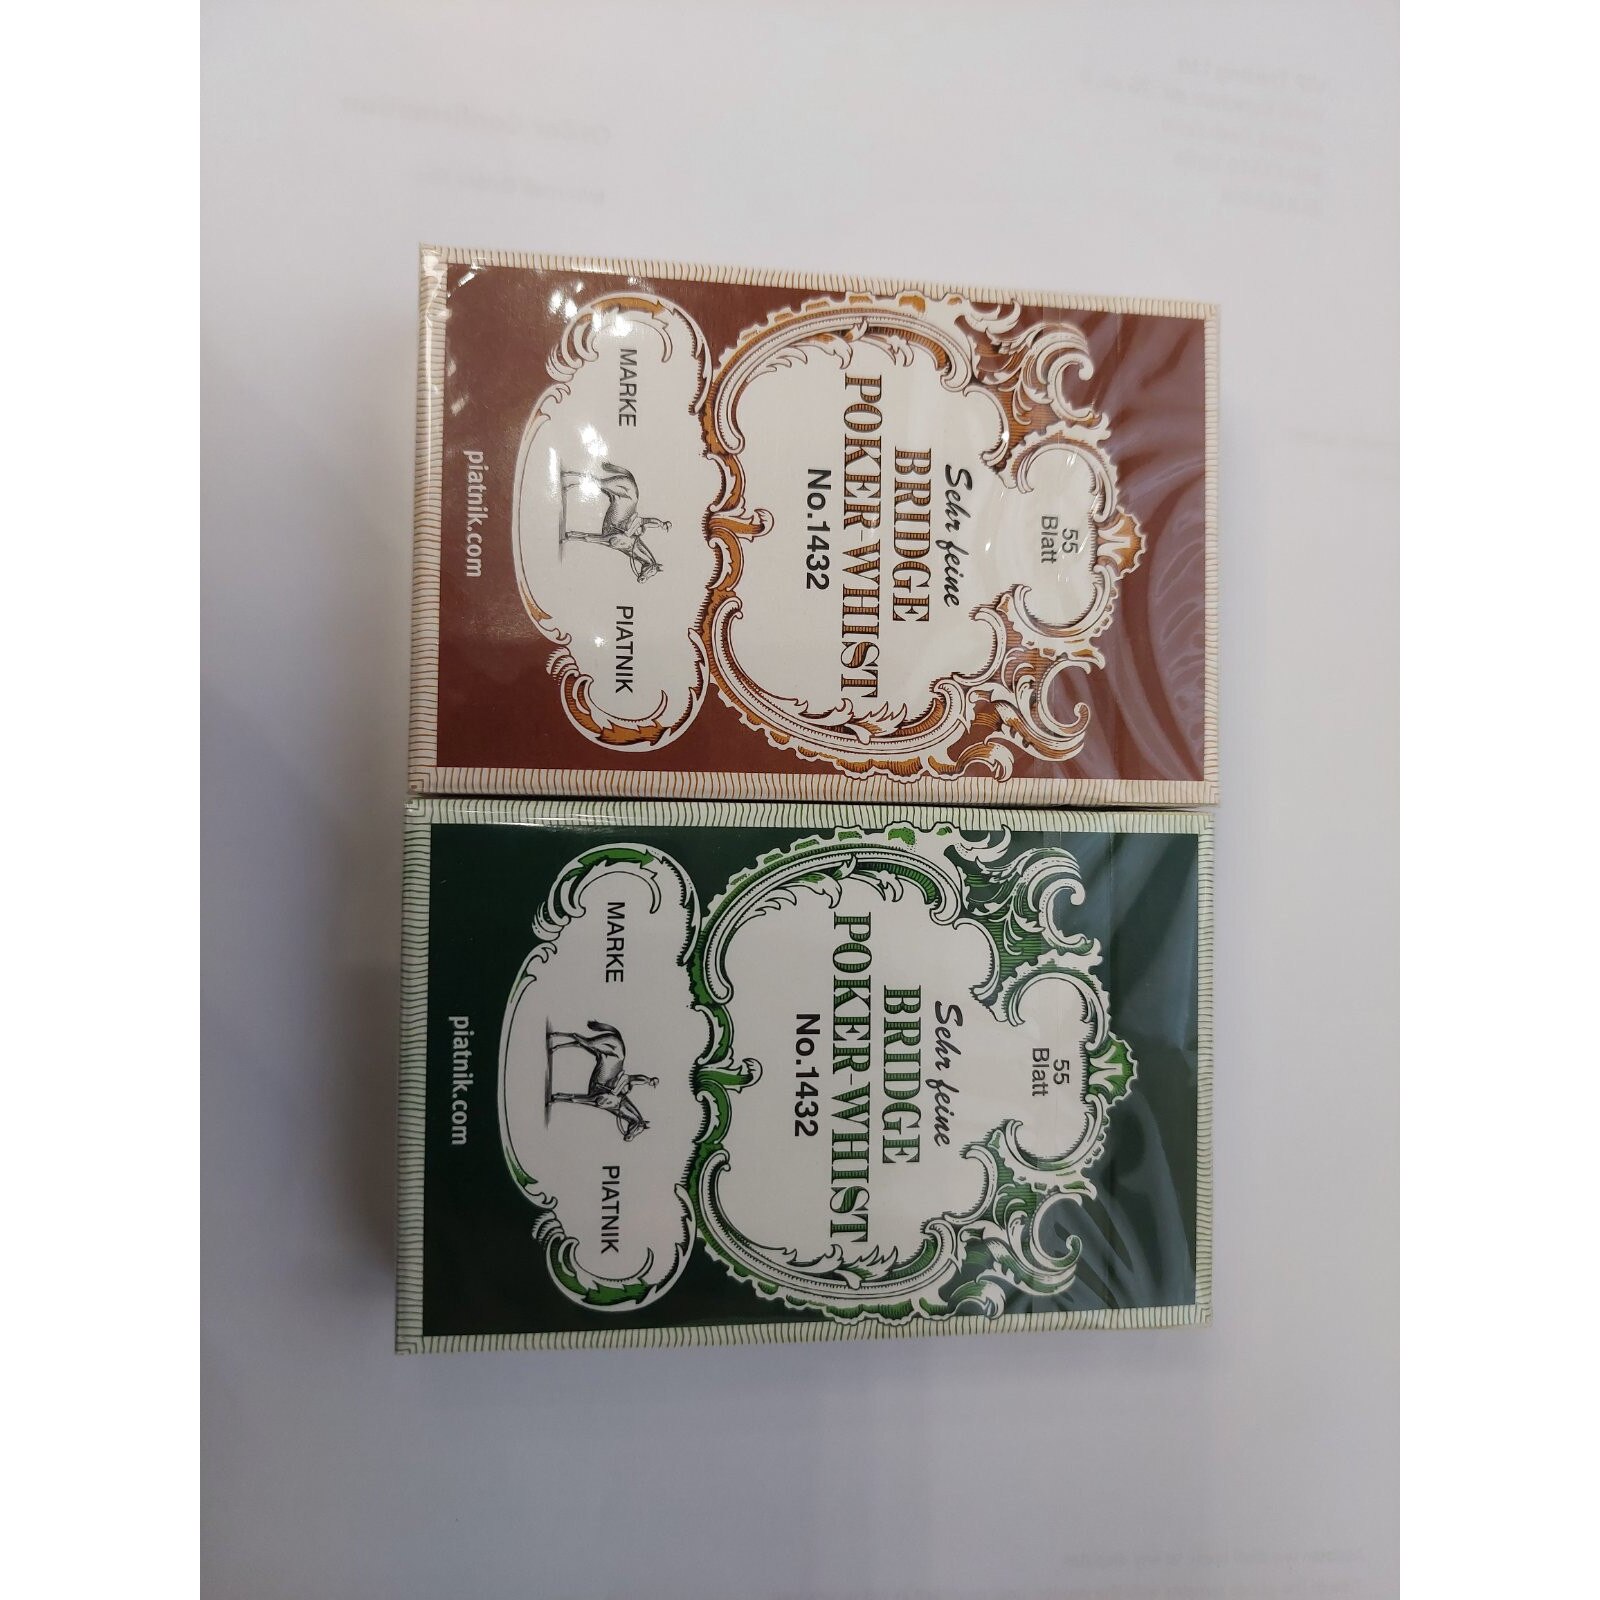 55
Blatt
Sehr feine
BRIDGE
POKER-WHIST
No.1432
MARKE PIATNIK
piatnik.com
55
Blatt
Sehr feine
BRIDGE
POKER-WHIST
No.1432
MARKE PIATNIK
piatnik.com